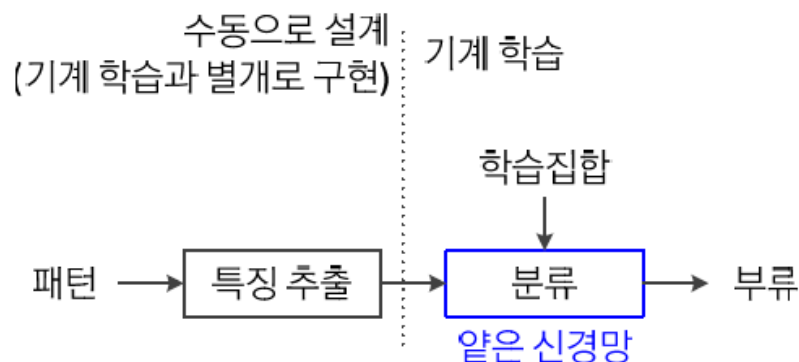 수동으로 설계
(기계 학습과 별개로 구현)
기계 학습
학습집합
패턴
특징 추출
분류
부류
얕은 신경망